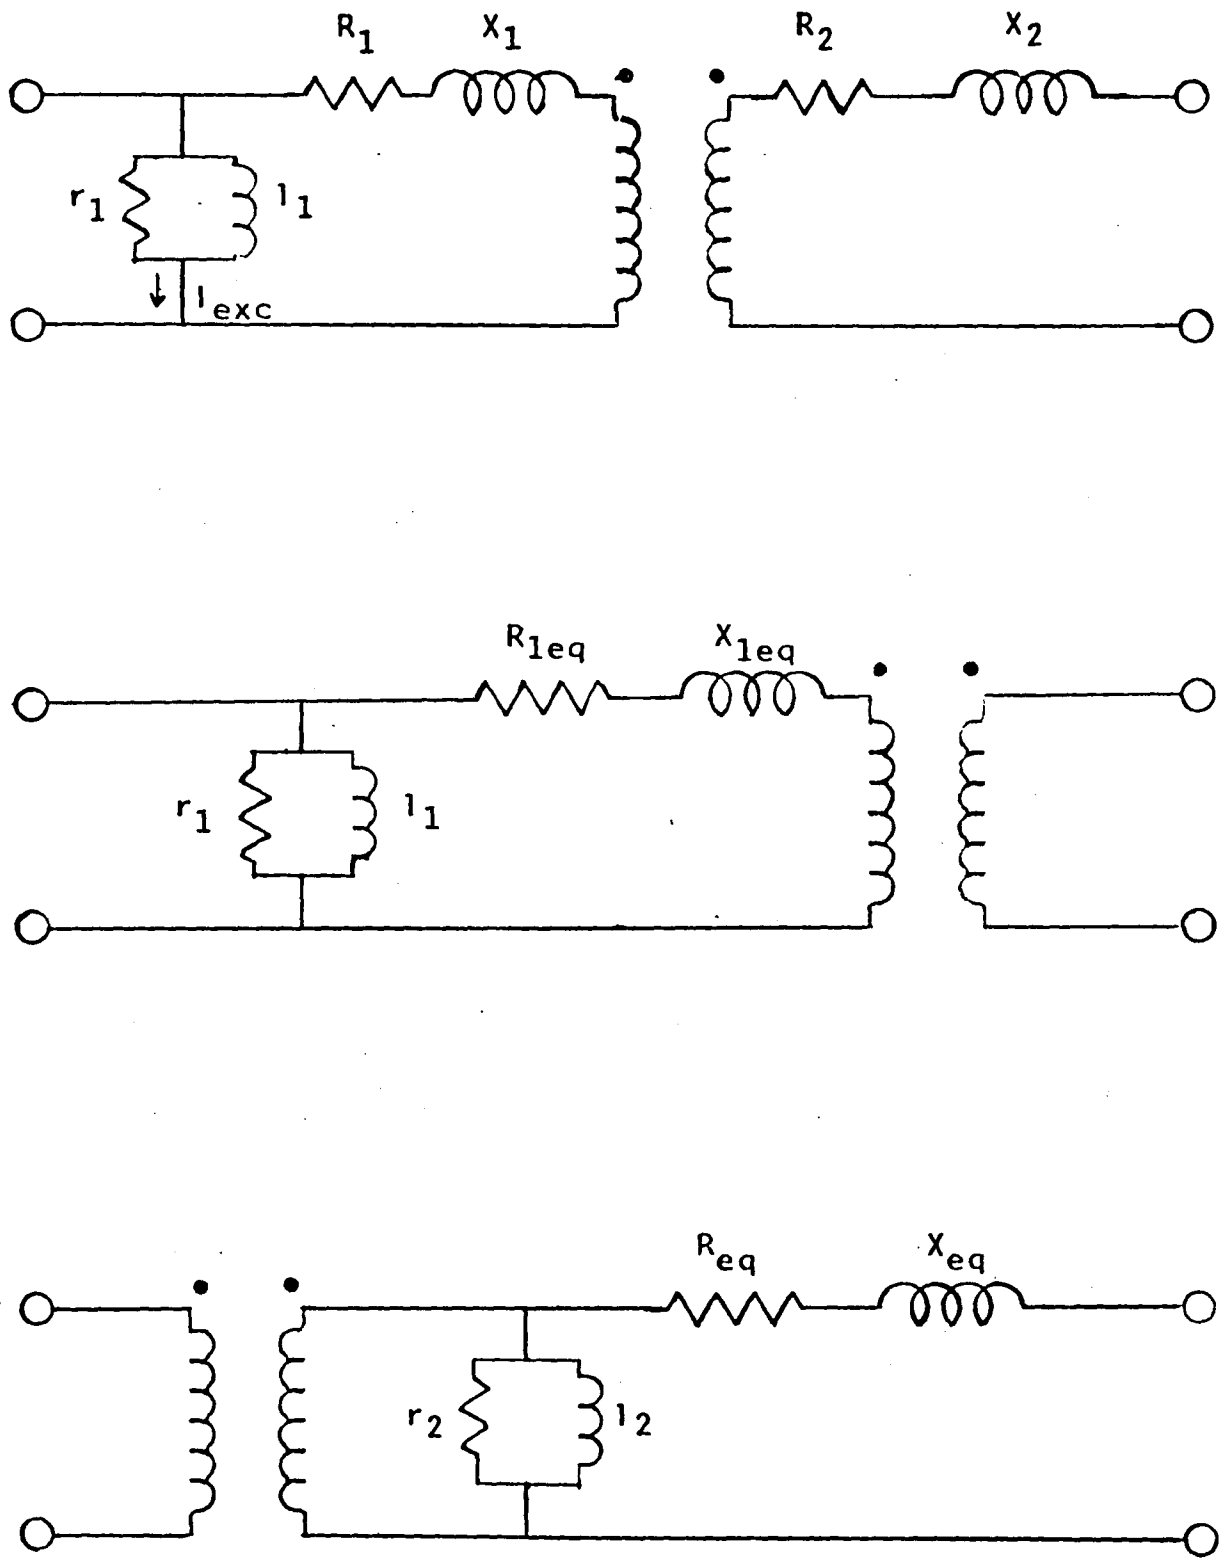 R1 X1 R2 X2
r1 l1
Iexc
R1eq X1eq
r1 l1
Req Xeq
r2 l2